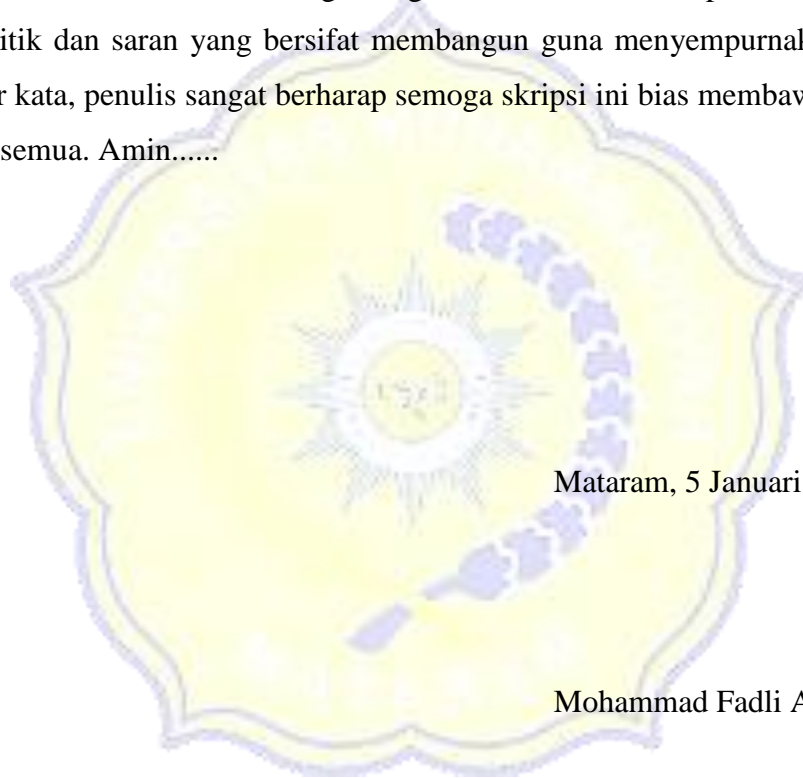 itik dan saran yang bersifat membangun guna menyempurnak
r kata, penulis sangat berharap semoga skripsi ini bias membaw
semua. Amin......
Mataram, 5 Januari
Mohammad Fadli A